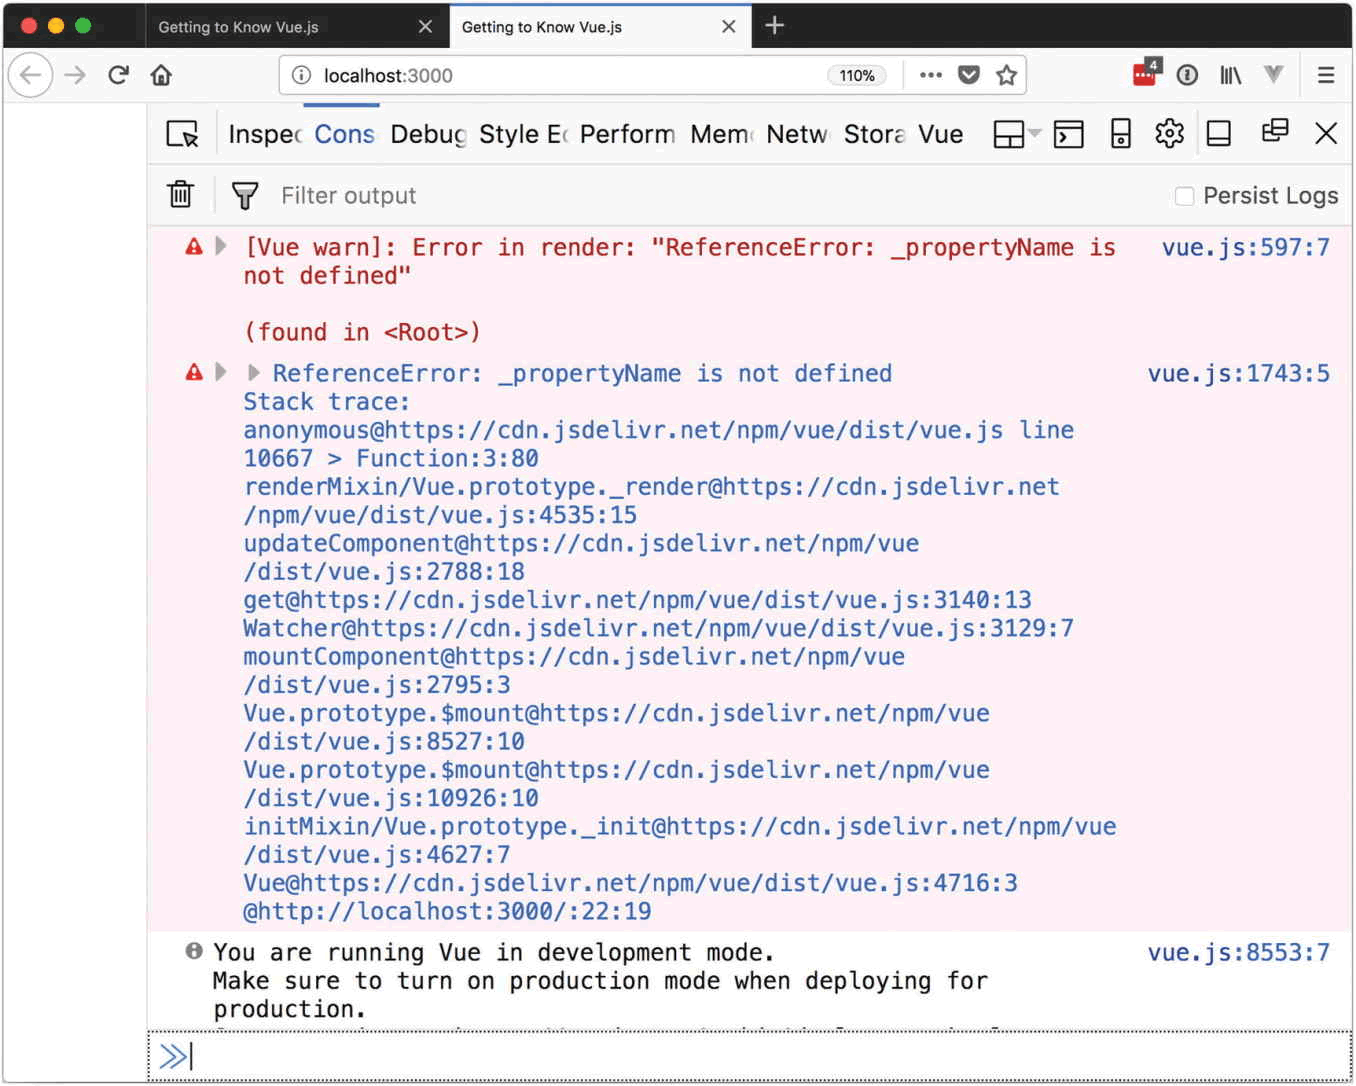 Getting to Know Vue.js
Getting to Know Vue.js
localhost:3000
110%
4
Inspec Cons Debug Style Ed Perform Memo Netw Stora Vue
Filter output
Persist Logs
[Vue warn]: Error in render: "ReferenceError: _propertyName is vue.js:597:7
not defined"
(found in <Root>)
ReferenceError: _propertyName is not defined vue.js:1743:5
Stack trace:
anonymous@https://cdn.jsdelivr.net/npm/vue/dist/vue.js line
10667 > Function:3:80
renderMixin/Vue.prototype._render@https://cdn.jsdelivr.net
/npm/vue/dist/vue.js:4535:15
updateComponent@https://cdn.jsdelivr.net/npm/vue
/dist/vue.js:2788:18
get@https://cdn.jsdelivr.net/npm/vue/dist/vue.js:3140:13
Watcher@https://cdn.jsdelivr.net/npm/vue/dist/vue.js:3129:7
mountComponent@https://cdn.jsdelivr.net/npm/vue
/dist/vue.js:2795:3
Vue.prototype.$mount@https://cdn.jsdelivr.net/npm/vue
/dist/vue.js:8527:10
Vue.prototype.$mount@https://cdn.jsdelivr.net/npm/vue
/dist/vue.js:10926:10
initMixin/Vue.prototype._init@https://cdn.jsdelivr.net/npm/vue
/dist/vue.js:4627:7
Vue@https://cdn.jsdelivr.net/npm/vue/dist/vue.js:4716:3
@http://localhost:3000/:22:19
You are running Vue in development mode. vue.js:8553:7
Make sure to turn on production mode when deploying for
production.